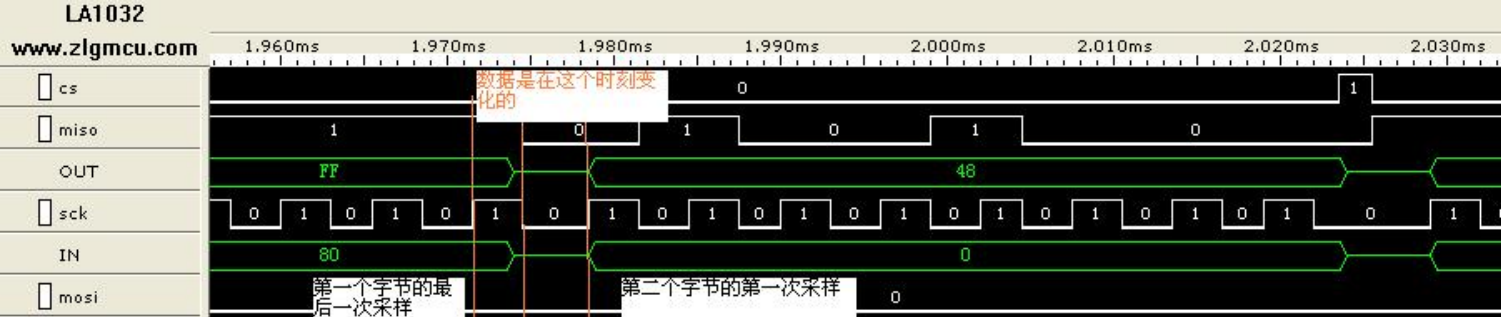 LA1032
www.zlgmcu.com 1.960ms 1.970ms 1.980ms 1.990ms 2.000ms 2.010ms 2.020ms 2.030ms
cs 0 1
数据是在这个时刻变
化的
miso 1 0 1 0 1 0
OUT FF 48
sck 0 1 0 1 0 1 0 1 0 1 0 1 0 1 0 1 0 1 0 1 0 1 0 1
IN 80 0
mosi 0
第一个字节的最
后一次采样
第二个字节的第一次采样